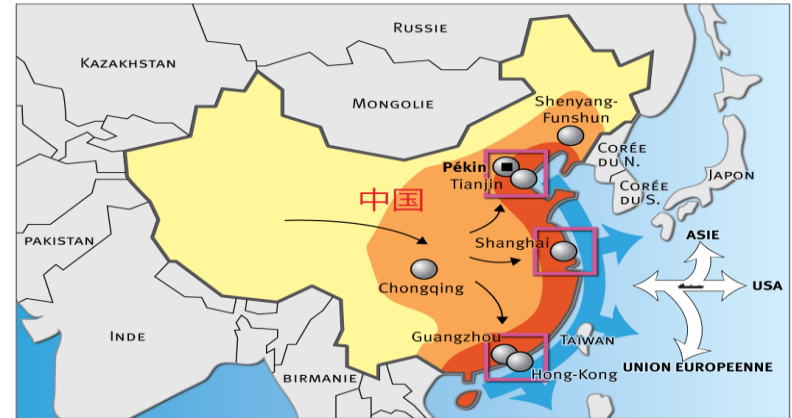 RUSSIE
KAZAKHSTAN
MONGOLIE
Shenyang-
Funshun
CORÉE
DU N.
Pékin
Tianjin
JAPON
CORÉE
DU S.
中国
PAKISTAN
Shanghai
ASIE
Chongqing
USA
INDE
Guangzhou
TAÏWAN
UNION EUROPEENNE
Hong-Kong
BIRMANIE